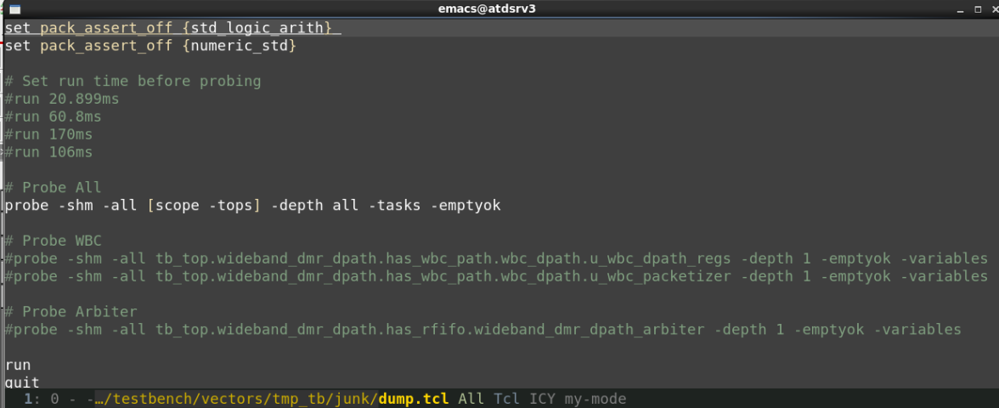 emacs@atdsrv3
set pack_assert_off {std_logic_arith}
set pack_assert_off {numeric_std}
# Set run time before probing
#run 20.899ms
#run 60.8ms
#run 170ms
#run 106ms
# Probe All
probe -shm -all [scope -tops] -depth all -tasks -emptyok
# Probe WBC
#probe -shm -all tb_top.wideband_dmr_dpath.has_wbc_path.wbc_dpath.u_wbc_dpath_regs -depth 1 -emptyok -variables
#probe -shm -all tb_top.wideband_dmr_dpath.has_wbc_path.wbc_dpath.u_wbc_packetizer -depth 1 -emptyok -variables
# Probe Arbiter
#probe -shm -all tb_top.wideband_dmr_dpath.has_rfifo.wideband_dmr_dpath_arbiter -depth 1 -emptyok -variables
run
quit
1: 0 - -…/testbench/vectors/tmp_tb/junk/dump.tcl All Tcl ICY my-mode